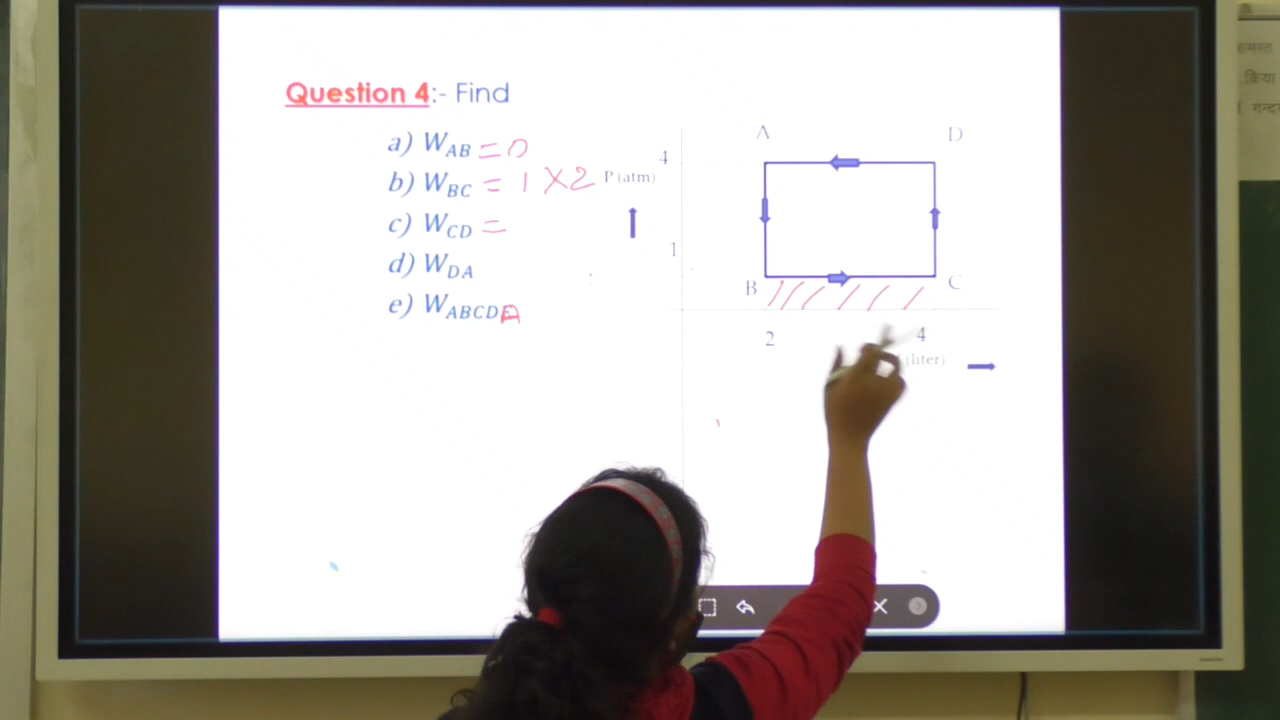 Question 4:- Find
a) W_AB = 0
b) W_BC = 1 × 2
c) W_CD =
d) W_DA
e) W_ABCDA
A D
4
P (atm)
1
B C
2 4
(liter)
किया